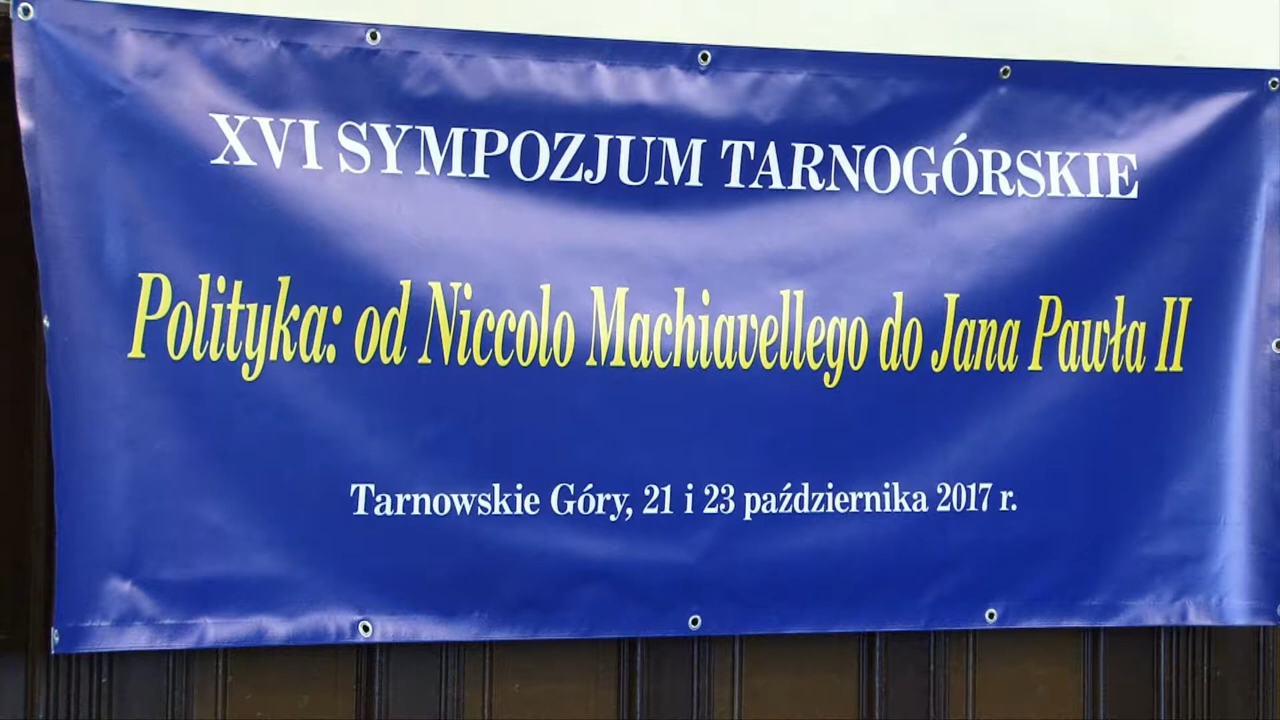 XVI SYMPOZJUM TARNOGÓRSKIE
Polityka: od Niccolo Machiavellego do Jana Pawła II
Tarnowskie Góry, 21 i 23 października 2017 r.